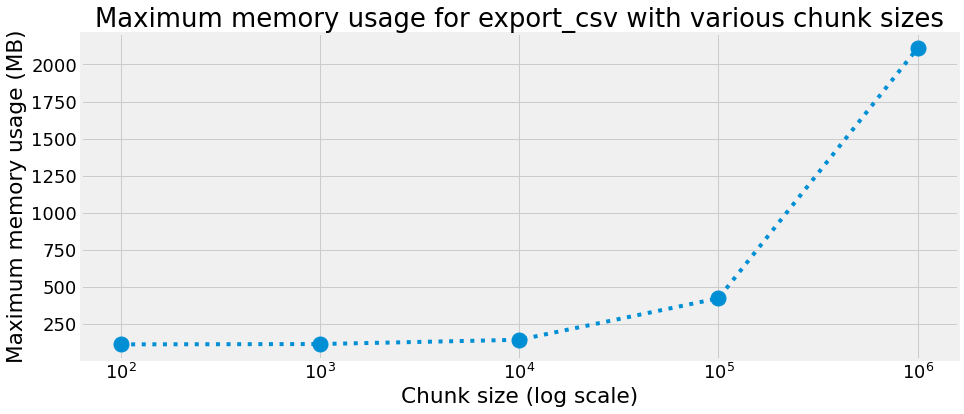 Maximum memory usage for export_csv with various chunk sizes
Maximum memory usage (MB)
2000
1750
1500
1250
1000
750
500
250
10² 10³ 10⁴ 10⁵ 10⁶
Chunk size (log scale)